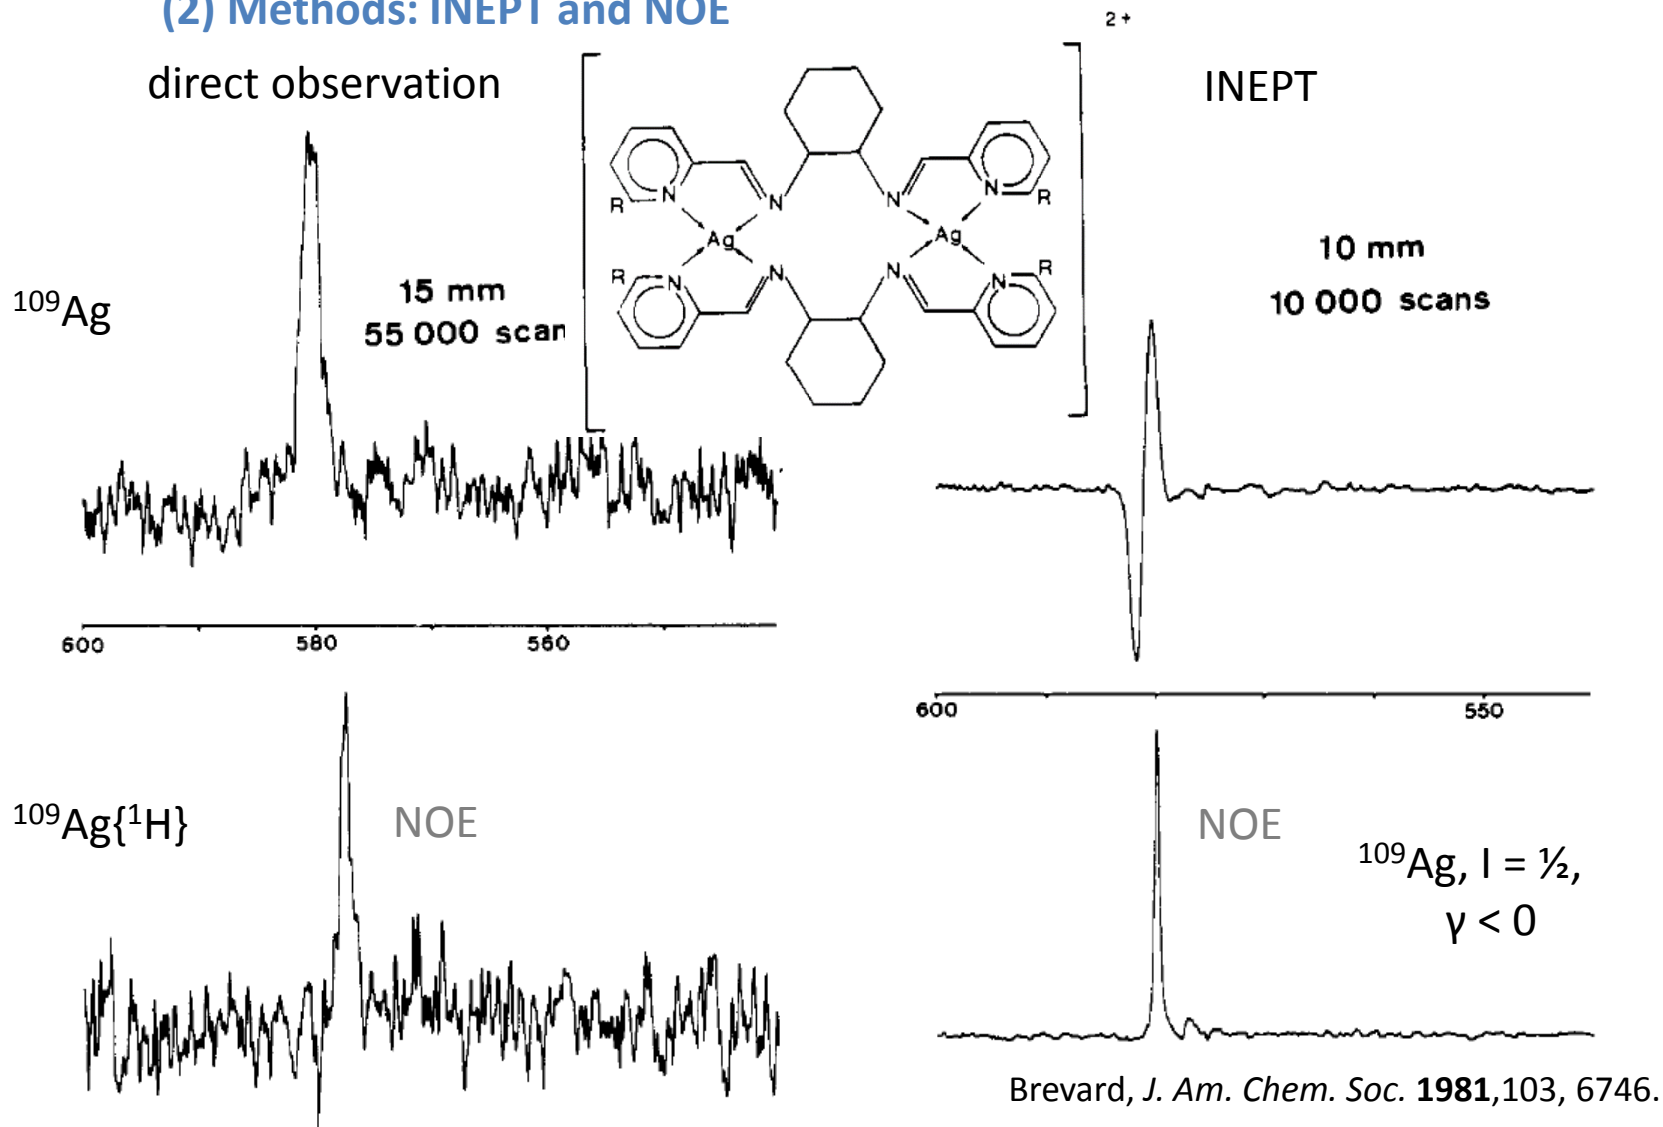 (2) Methods: INEPT and NOE
direct observation
INEPT
2+
R
N
N
N
N
R
Ag
Ag
R
N
N
N
N
R
15 mm
55 000 scan
10 mm
10 000 scans
¹⁰⁹Ag
600
580
560
600
550
¹⁰⁹Ag{¹H}
NOE
NOE
¹⁰⁹Ag, I = ½,
γ < 0
Brevard, J. Am. Chem. Soc. 1981,103, 6746.